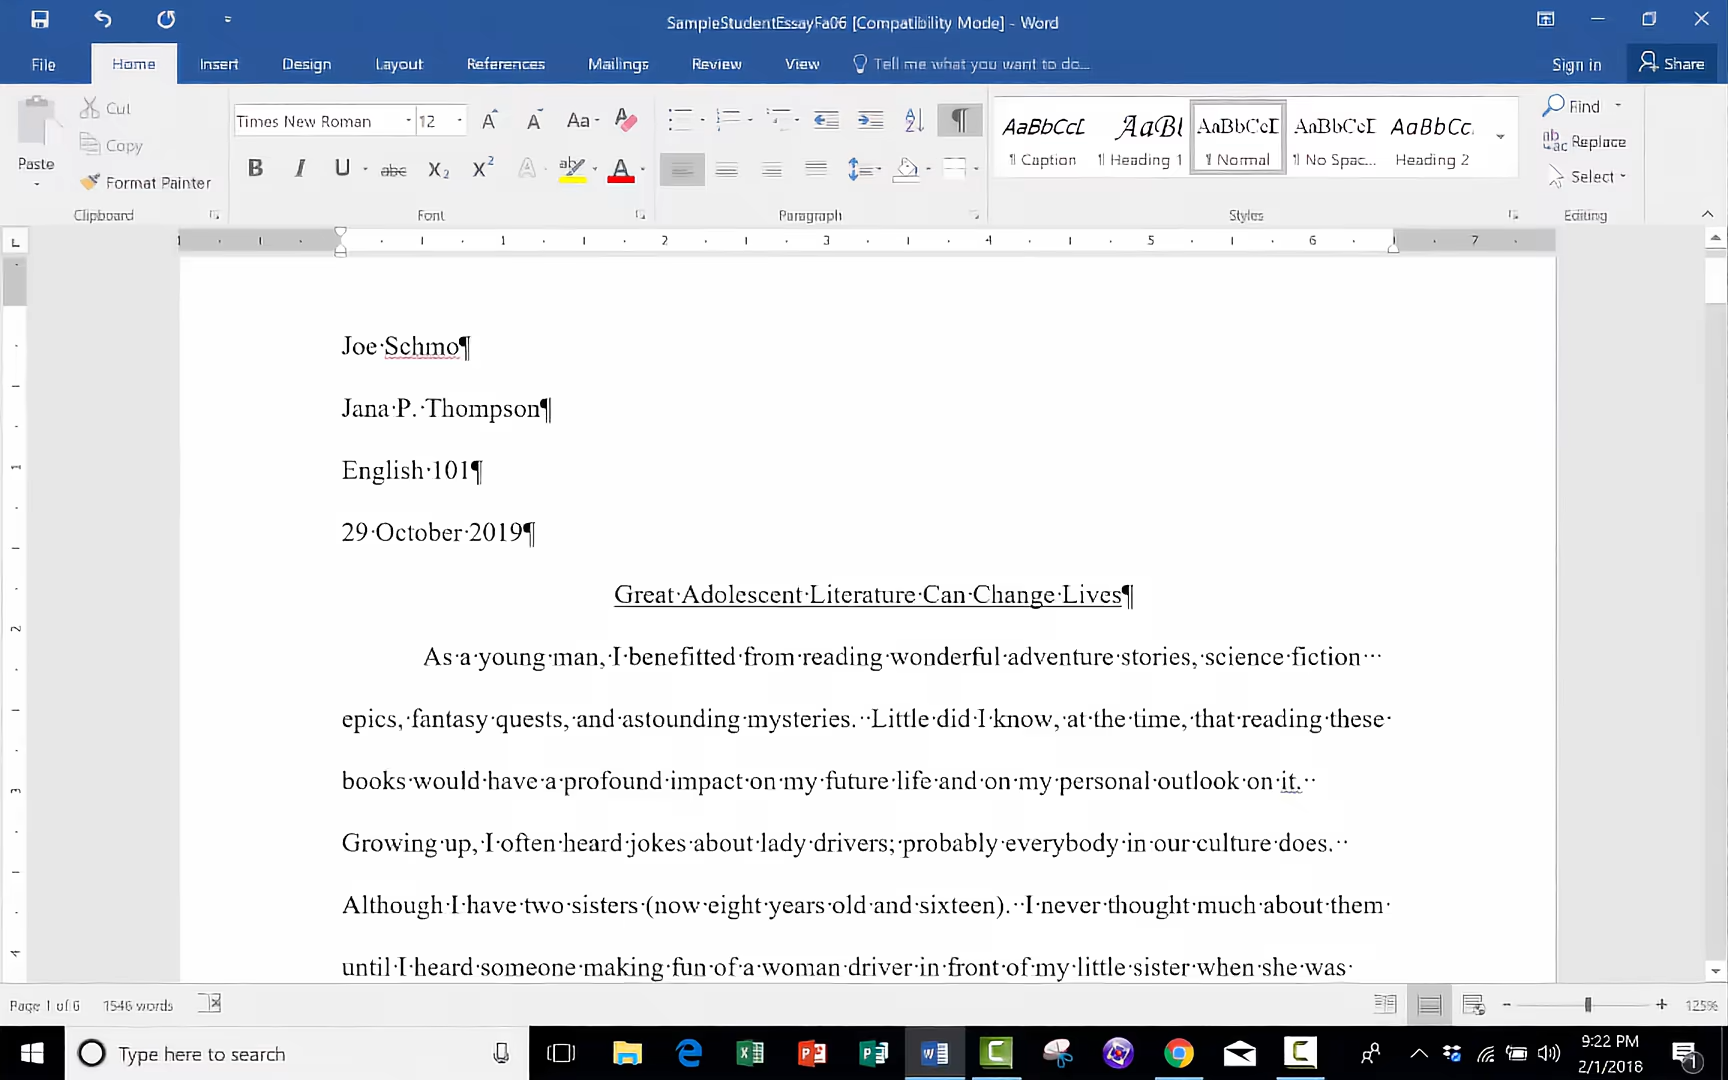 SampleStudentEssayFa06 [Compatibility Mode] - Word
File Home Insert Design Layout References Mailings Review View Tell me what you want to do... Sign in Share
Paste
Cut
Copy
Format Painter
Clipboard
Times New Roman 12
Font
Paragraph
AaBbCcD ¶ Caption
AaBl ¶ Heading 1
AaBbCcD ¶ Normal
AaBbCcD ¶ No Spac...
AaBbCc. Heading 2
Styles
Find
Replace
Select
Editing
1 2 3 4 5 6 7
Joe·Schmo¶
Jana·P.·Thompson¶
English·101¶
29·October·2019¶
Great·Adolescent·Literature·Can·Change·Lives¶
As·a·young·man,·I·benefitted·from·reading·wonderful·adventure·stories,·science·fiction···
epics,·fantasy·quests,·and·astounding·mysteries.··Little·did·I·know,·at·the·time,·that·reading·these·
books·would·have·a·profound·impact·on·my·future·life·and·on·my·personal·outlook·on·it.··
Growing·up,·I·often·heard·jokes·about·lady·drivers;·probably·everybody·in·our·culture·does.··
Although·I·have·two·sisters·(now·eight·years·old·and·sixteen).··I·never·thought·much·about·them·
until·I·heard·someone·making·fun·of·a·woman·driver·in·front·of·my·little·sister·when·she·was·
Page 1 of 6 1546 words 125%
Type here to search
9:22 PM
2/1/2018